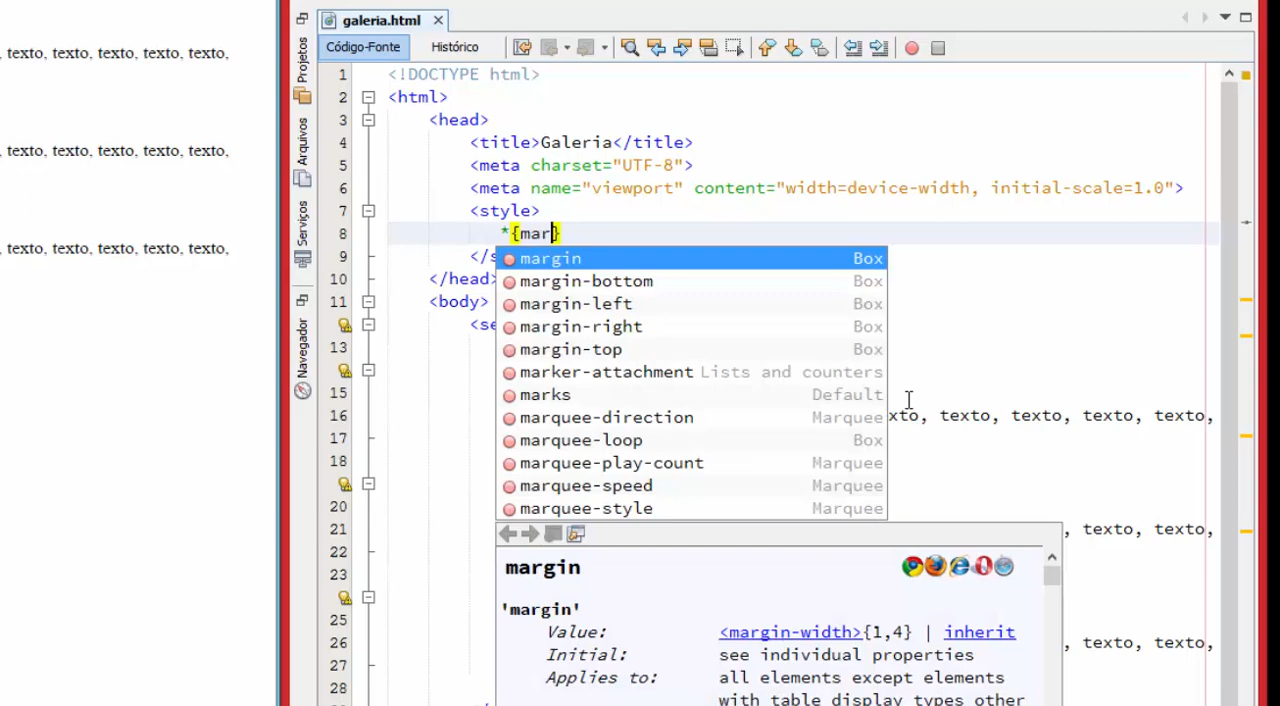 , texto, texto, texto, texto, texto,
texto, texto, texto, texto, texto,
texto, texto, texto, texto, texto,
Projetos
Arquivos
Serviços
Navegador
galeria.html
Código-Fonte Histórico
1 <!DOCTYPE html>
2 <html>
3 <head>
4 <title>Galeria</title>
5 <meta charset="UTF-8">
6 <meta name="viewport" content="width=device-width, initial-scale=1.0">
7 <style>
8 *{mar}
9 </s
10 </head>
11 <body>
<se
13
15
16 xto, texto, texto, texto, texto,
17
18
20
21 , texto, texto,
22
23
25
26 , texto, texto,
27
28
margin Box
margin-bottom Box
margin-left Box
margin-right Box
margin-top Box
marker-attachment Lists and counters
marks Default
marquee-direction Marquee
marquee-loop Box
marquee-play-count Marquee
marquee-speed Marquee
marquee-style Marquee
margin
'margin'
Value: <margin-width>{1,4} | inherit
Initial: see individual properties
Applies to: all elements except elements
with table display types other